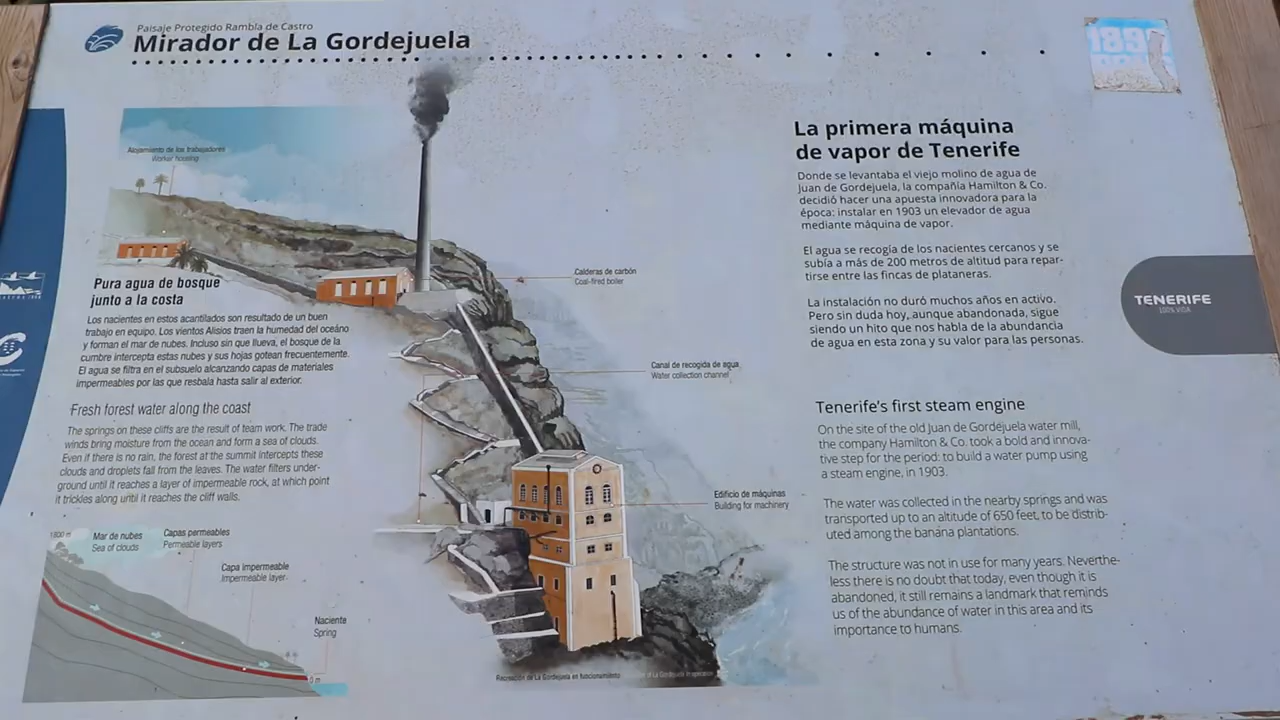 Paisaje Protegido Rambla de Castro
Mirador de La Gordejuela
Alojamiento de los trabajadores
Worker housing
Pura agua de bosque
junto a la costa
Los nacientes en estos acantilados son resultado de un buen
trabajo en equipo. Los vientos Alisios traen la humedad del océano
y forman el mar de nubes. Incluso sin que llueva, el bosque de la
cumbre intercepta estas nubes y sus hojas gotean frecuentemente.
El agua se filtra en el subsuelo alcanzando capas de materiales
impermeables por las que resbala hasta salir al exterior.
Fresh forest water along the coast
The springs on these cliffs are the result of team work. The trade
winds bring moisture from the ocean and form a sea of clouds.
Even if there is no rain, the forest at the summit intercepts these
clouds and droplets fall from the leaves. The water filters under-
ground until it reaches a layer of impermeable rock, at which point
it trickles along until it reaches the cliff walls.
Mar de nubes
Sea of clouds
Capas permeables
Permeable layers
Capa impermeable
Impermeable layer
Naciente
Spring
0 m
Calderas de carbón
Coal-fired boiler
Canal de recogida de agua
Water collection channel
Edificio de máquinas
Building for machinery
Recreación de La Gordejuela en funcionamiento
La primera máquina
de vapor de Tenerife
Donde se levantaba el viejo molino de agua de
Juan de Gordejuela, la compañía Hamilton & Co.
decidió hacer una apuesta innovadora para la
época: instalar en 1903 un elevador de agua
mediante máquina de vapor.
El agua se recogía de los nacientes cercanos y se
subía a más de 200 metros de altitud para repar-
tirse entre las fincas de plataneras.
La instalación no duró muchos años en activo.
Pero sin duda hoy, aunque abandonada, sigue
siendo un hito que nos habla de la abundancia
de agua en esta zona y su valor para las personas.
Tenerife's first steam engine
On the site of the old Juan de Gordejuela water mill,
the company Hamilton & Co. took a bold and innova-
tive step for the period: to build a water pump using
a steam engine, in 1903.
The water was collected in the nearby springs and was
transported up to an altitude of 650 feet, to be distrib-
uted among the banana plantations.
The structure was not in use for many years. Neverthe-
less there is no doubt that today, even though it is
abandoned, it still remains a landmark that reminds
us of the abundance of water in this area and its
importance to humans.
TENERIFE
100% VIDA